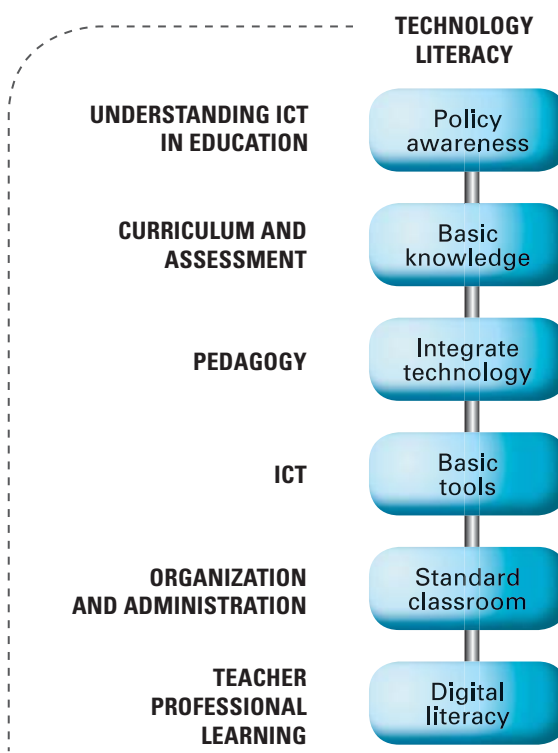 TECHNOLOGY
LITERACY
UNDERSTANDING ICT
IN EDUCATION
Policy
awareness
CURRICULUM AND
ASSESSMENT
Basic
knowledge
PEDAGOGY
Integrate
technology
ICT
Basic
tools
ORGANIZATION
AND ADMINISTRATION
Standard
classroom
TEACHER
PROFESSIONAL
LEARNING
Digital
literacy